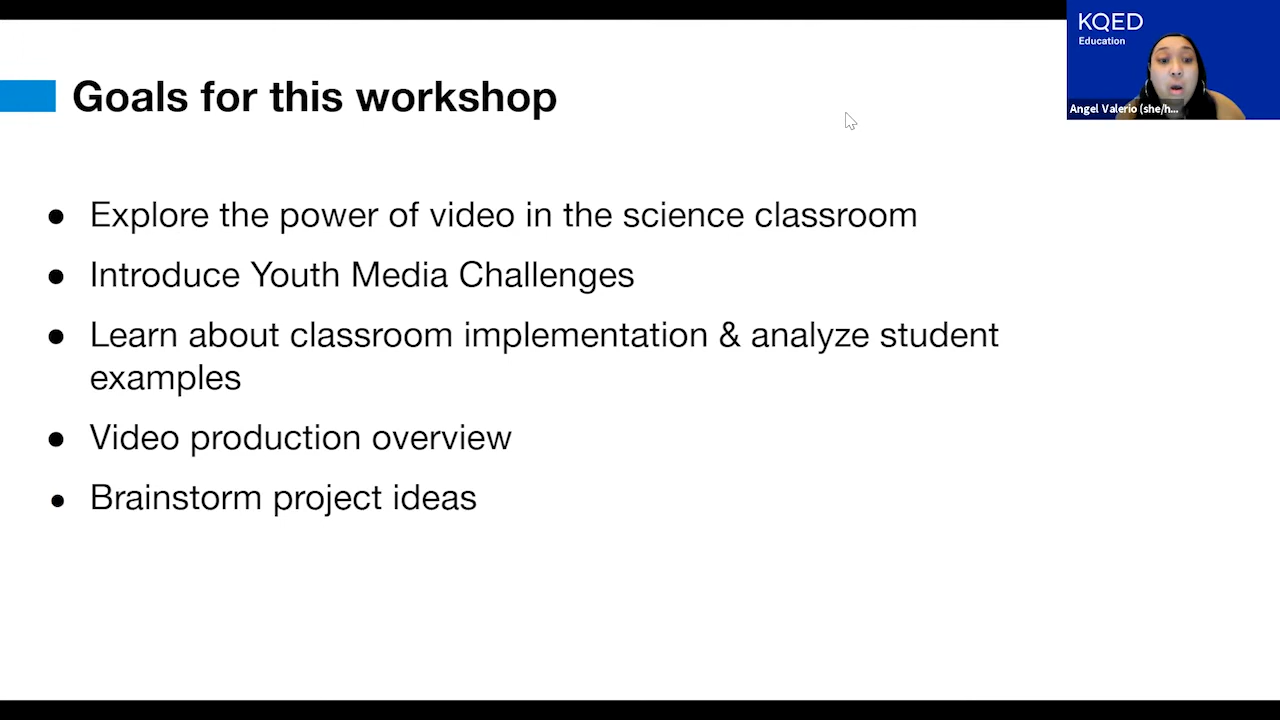 KQED
Education
Angel Valerio (she/h...
Goals for this workshop
● Explore the power of video in the science classroom
● Introduce Youth Media Challenges
● Learn about classroom implementation & analyze student
examples
● Video production overview
● Brainstorm project ideas